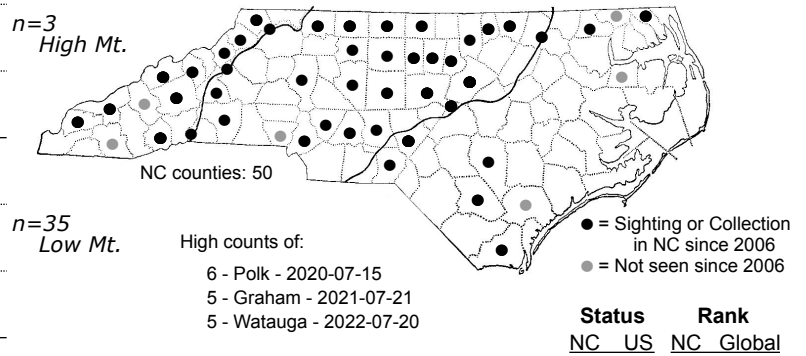 n=3
High Mt.
NC counties: 50
n=35
Low Mt.
High counts of:
6 - Polk - 2020-07-15
5 - Graham - 2021-07-21
5 - Watauga - 2022-07-20
= Sighting or Collection
in NC since 2006
= Not seen since 2006
Status Rank
NC US NC Global